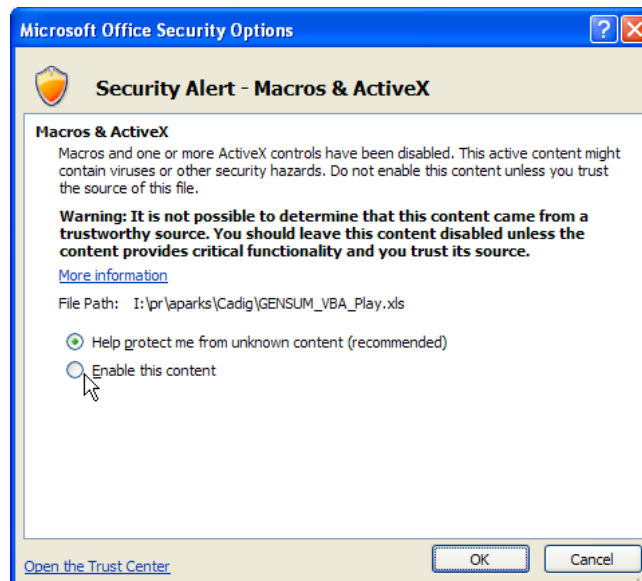 Microsoft Office Security Options
Security Alert - Macros & ActiveX
Macros & ActiveX
Macros and one or more ActiveX controls have been disabled. This active content might
contain viruses or other security hazards. Do not enable this content unless you trust
the source of this file.
Warning: It is not possible to determine that this content came from a
trustworthy source. You should leave this content disabled unless the
content provides critical functionality and you trust its source.
More information
File Path: I:\pr\aparks\Cadig\GENSUM_VBA_Play.xls
Help protect me from unknown content (recommended)
Enable this content
Open the Trust Center
OK
Cancel